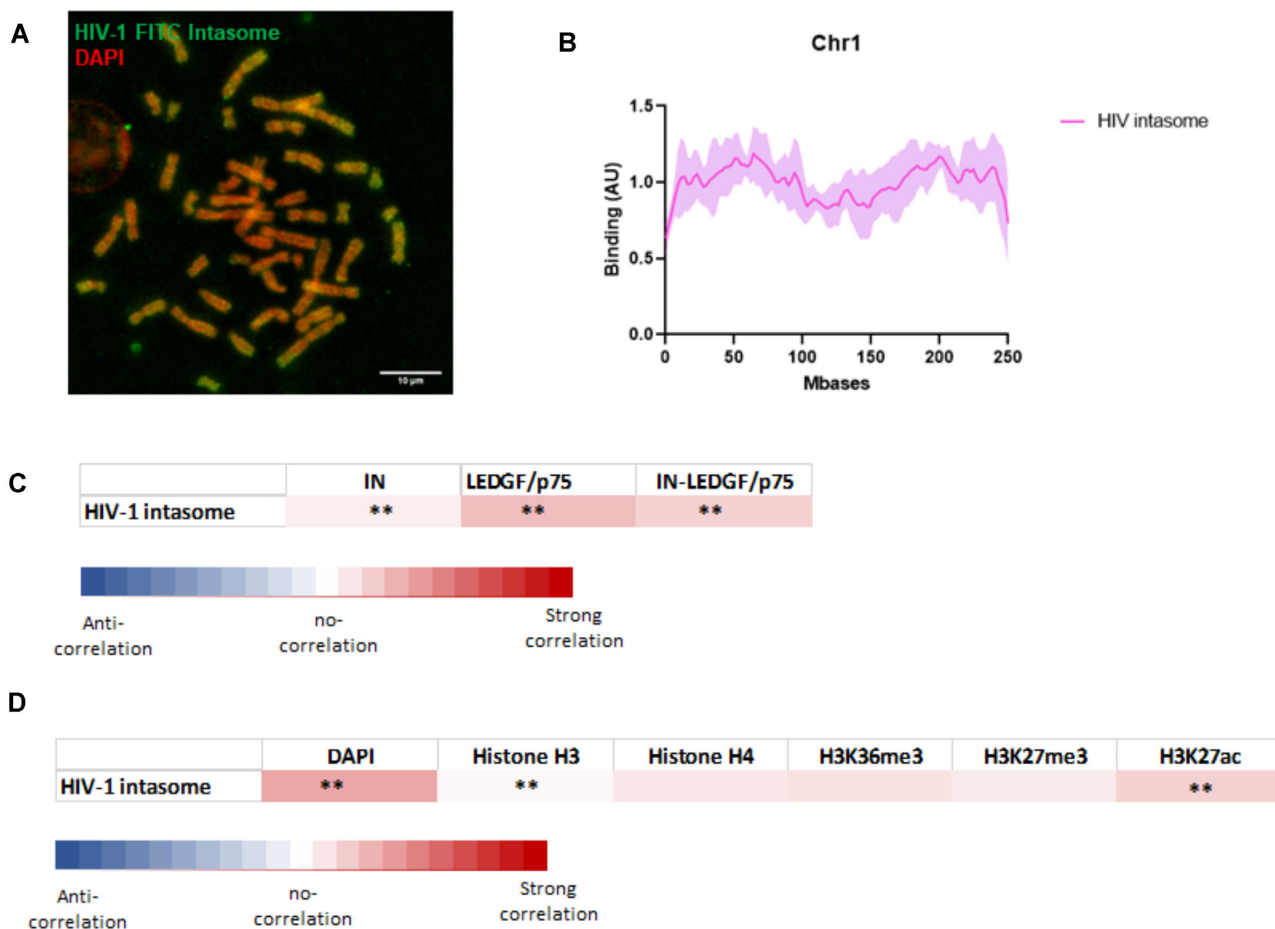 A
HIV-1 FITC Intasome
DAPI
10 µm
B
Chr1
1.5
1.0
0.5
0.0
Binding (AU)
0 50 100 150 200 250
Mbases
HIV intasome
C
IN LEDGF/p75 IN-LEDGF/p75
HIV-1 intasome ** ** **
Anti-
correlation
no-
correlation
Strong
correlation
D
DAPI Histone H3 Histone H4 H3K36me3 H3K27me3 H3K27ac
HIV-1 intasome ** ** **
Anti-
correlation
no-
correlation
Strong
correlation